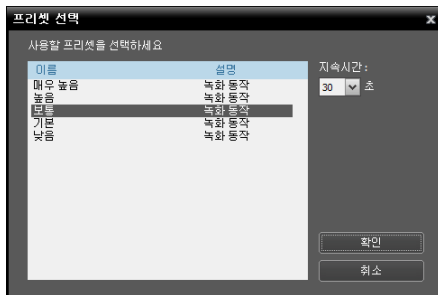 프리셋 선택
x
사용할 프리셋을 선택하세요
이름 설명
매우 높음 녹화 동작
높음 녹화 동작
보통 녹화 동작
기본 녹화 동작
낮음 녹화 동작
지속시간 :
30 초
확인
취소